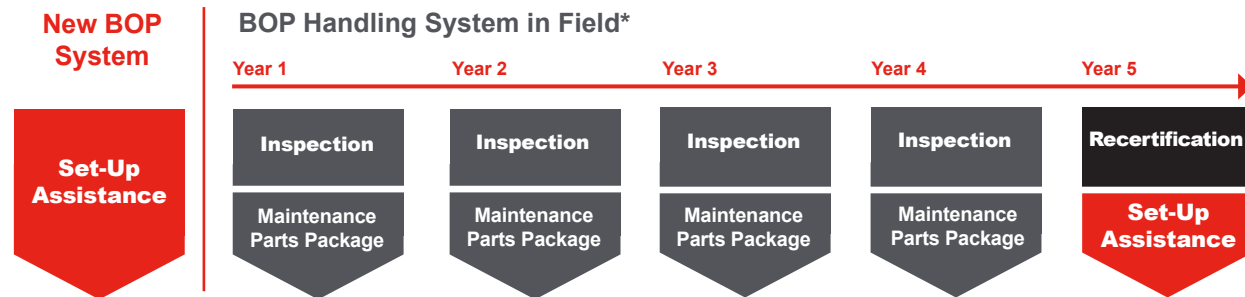 New BOP
System
Set-Up
Assistance
BOP Handling System in Field*
Year 1
Year 2
Year 3
Year 4
Year 5
Inspection
Maintenance
Parts Package
Inspection
Maintenance
Parts Package
Inspection
Maintenance
Parts Package
Inspection
Maintenance
Parts Package
Recertification
Set-Up
Assistance